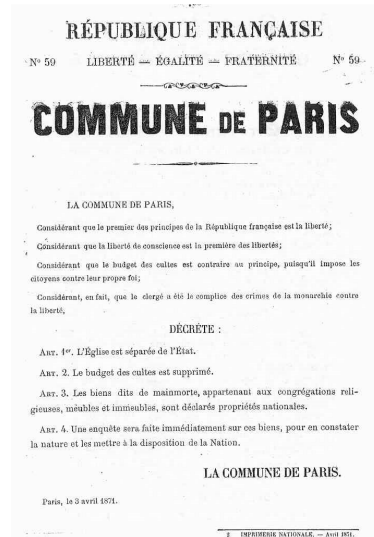 RÉPUBLIQUE FRANÇAISE
N° 59 LIBERTÉ — ÉGALITÉ — FRATERNITÉ N° 59
COMMUNE DE PARIS
LA COMMUNE DE PARIS,
Considérant que le premier des principes de la République française est la liberté;
Considérant que la liberté de conscience est la première des libertés;
Considérant que le budget des cultes est contraire au principe, puisqu'il impose les
citoyens contre leur propre foi;
Considérant, en fait, que le clergé a été le complice des crimes de la monarchie contre
la liberté,
DÉCRÈTE :
ART. 1er. L'Église est séparée de l'État.
ART. 2. Le budget des cultes est supprimé.
ART. 3. Les biens dits de mainmorte, appartenant aux congrégations reli-
gieuses, meubles et immeubles, sont déclarés propriétés nationales.
ART. 4. Une enquête sera faite immédiatement sur ces biens, pour en constater
la nature et les mettre à la disposition de la Nation.
LA COMMUNE DE PARIS.
Paris, le 3 avril 1871.
2 IMPRIMERIE NATIONALE. — Avril 1871.